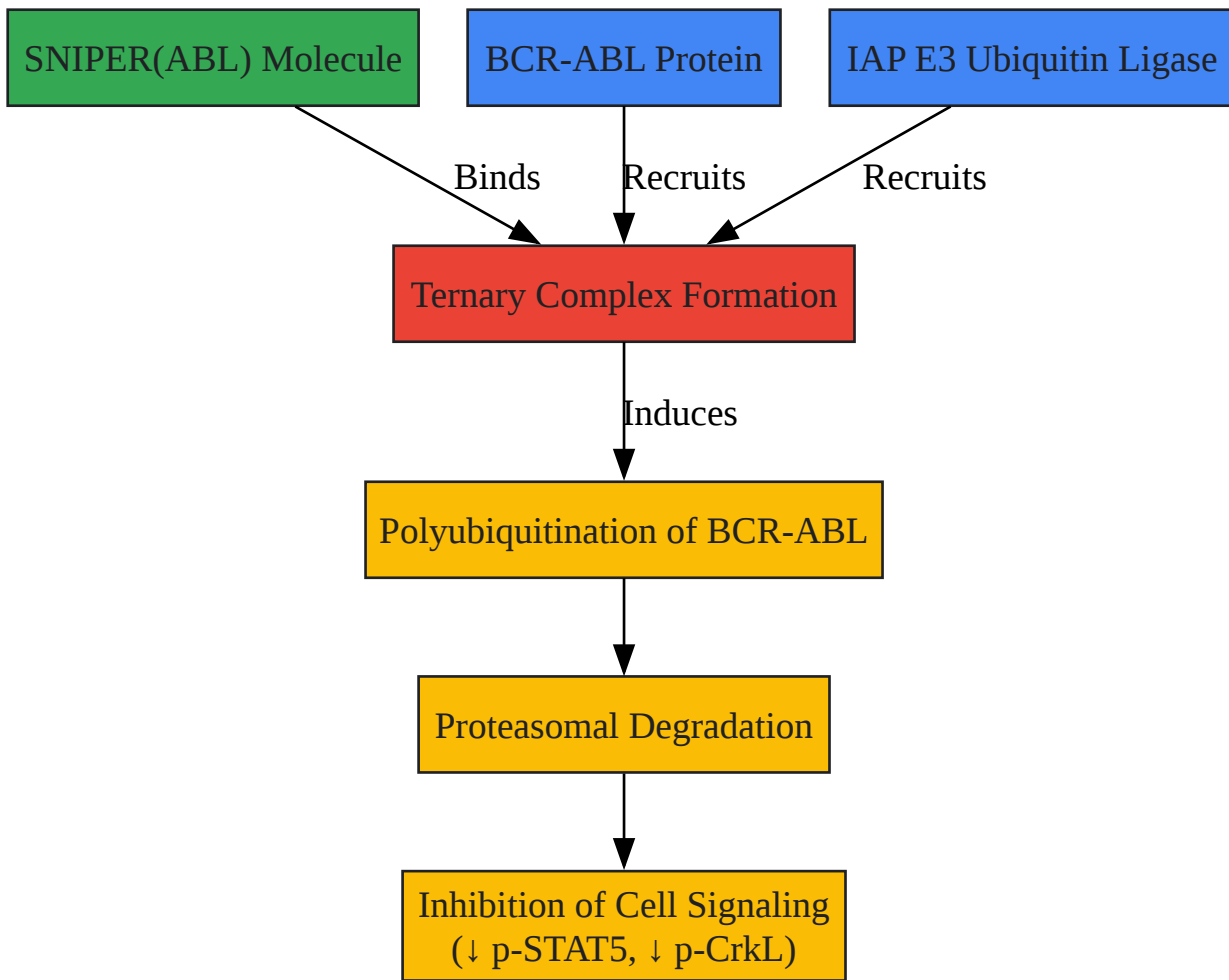 SNIPER(ABL) Molecule
BCR-ABL Protein
IAP E3 Ubiquitin Ligase
Binds
Recruits
Recruits
Ternary Complex Formation
Induces
Polyubiquitination of BCR-ABL
Proteasomal Degradation
Inhibition of Cell Signaling
(↓ p-STAT5, ↓ p-CrkL)